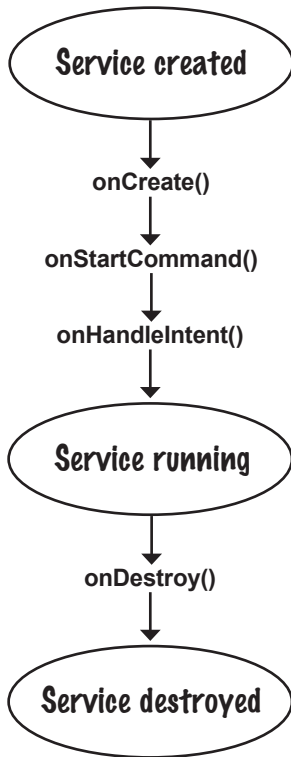 Service created
onCreate()
onStartCommand()
onHandleIntent()
Service running
onDestroy()
Service destroyed